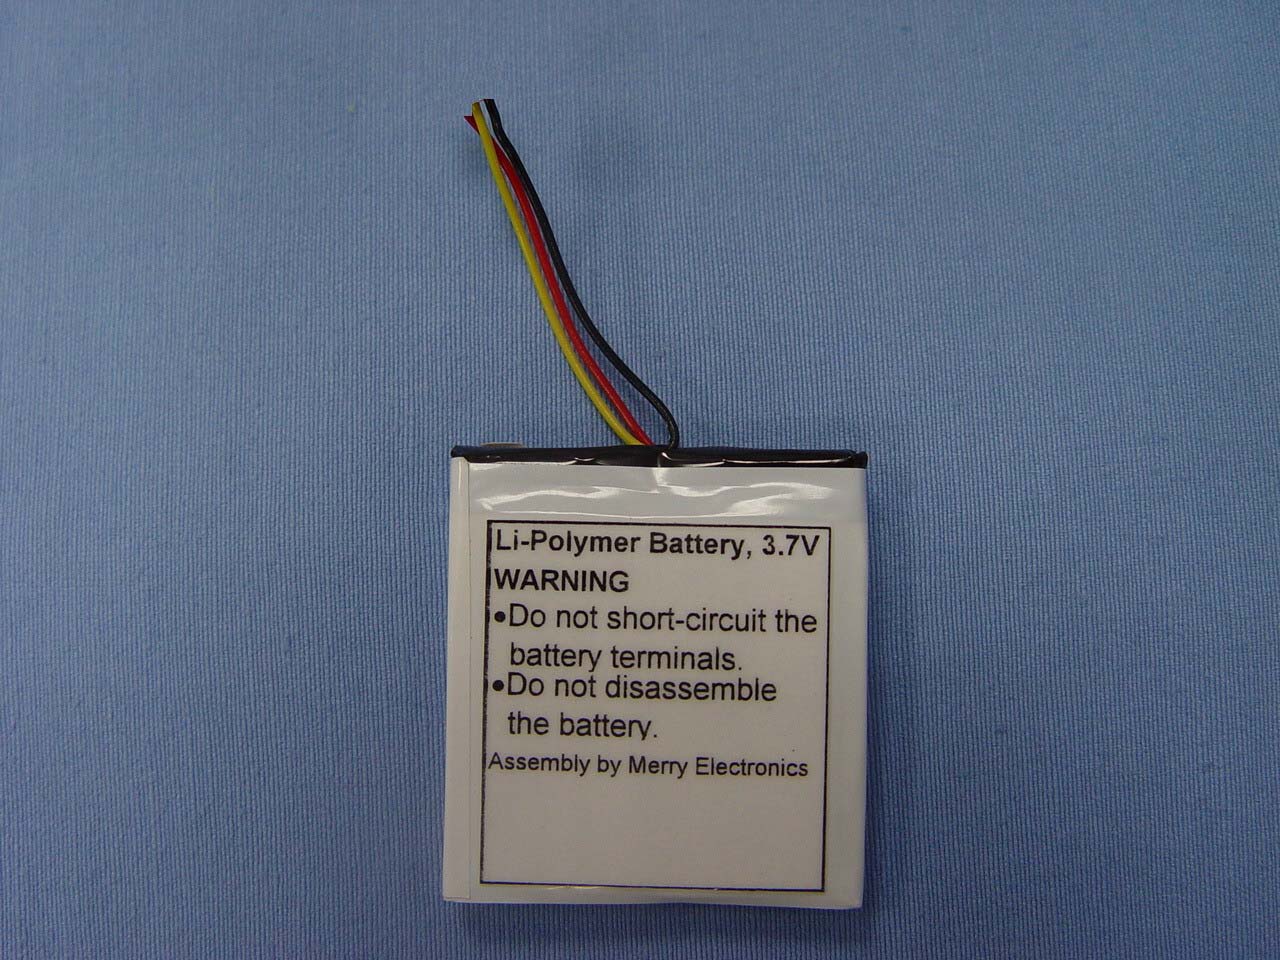 Li-Polymer Battery, 3.7V
WARNING
•Do not short-circuit the
battery terminals.
•Do not disassemble
the battery.
Assembly by Merry Electronics